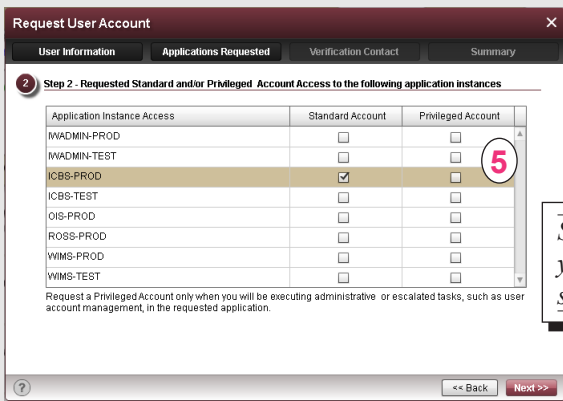 Request User Account
User Information Applications Requested Verification Contact Summary
2 Step 2 - Requested Standard and/or Privileged Account Access to the following application instances
Application Instance Access Standard Account Privileged Account
IWADMIN-PROD
IWADMIN-TEST
5
ICBS-PROD
ICBS-TEST
OIS-PROD
ROSS-PROD
WIMS-PROD
WIMS-TEST
Request a Privileged Account only when you will be executing administrative or escalated tasks, such as user
account management, in the requested application.
? << Back Next >>